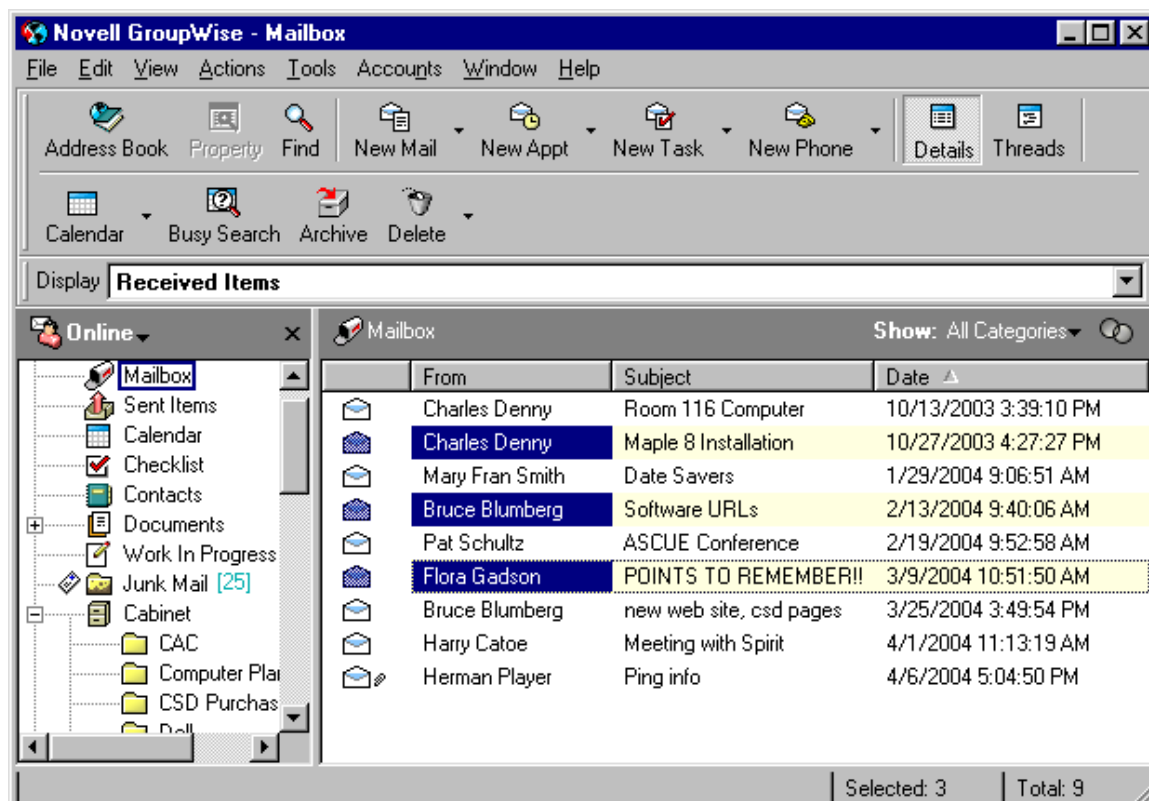 Novell GroupWise - Mailbox
File Edit View Actions Tools Accounts Window Help
Address Book Property Find New Mail New Appt New Task New Phone Details Threads
Calendar Busy Search Archive Delete
Display Received Items
Online
Mailbox
Sent Items
Calendar
Checklist
Contacts
Documents
Work In Progress
Junk Mail [25]
Cabinet
CAC
Computer Plan
CSD Purchas
Dell
Mailbox Show: All Categories
From Subject Date
Charles Denny Room 116 Computer 10/13/2003 3:39:10 PM
Charles Denny Maple 8 Installation 10/27/2003 4:27:27 PM
Mary Fran Smith Date Savers 1/29/2004 9:06:51 AM
Bruce Blumberg Software URLs 2/13/2004 9:40:06 AM
Pat Schultz ASCUE Conference 2/19/2004 9:52:58 AM
Flora Gadson POINTS TO REMEMBER!! 3/9/2004 10:51:50 AM
Bruce Blumberg new web site, csd pages 3/25/2004 3:49:54 PM
Harry Catoe Meeting with Spirit 4/1/2004 11:13:19 AM
Herman Player Ping info 4/6/2004 5:04:50 PM
Selected: 3 Total: 9